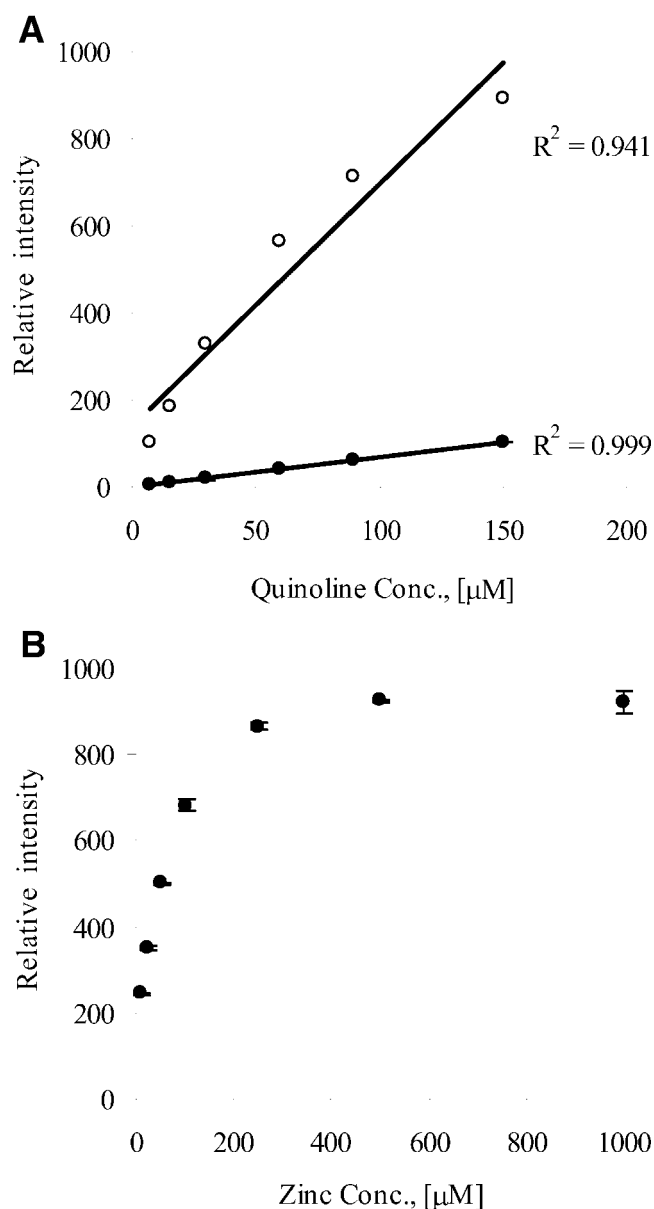 A
1000
800
600
400
200
0
Relative intensity
R² = 0.941
R² = 0.999
0 50 100 150 200
Quinoline Conc., [μM]
B
1000
800
600
400
200
0
Relative intensity
0 200 400 600 800 1000
Zinc Conc., [μM]